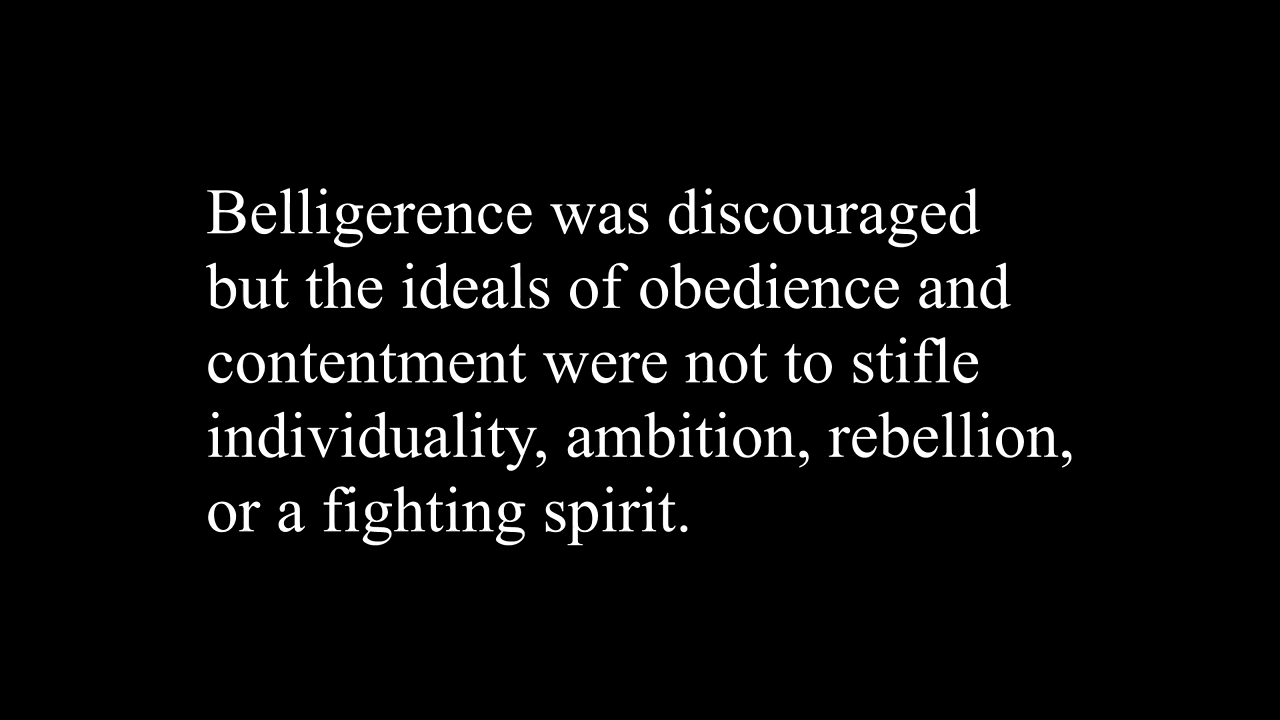 Belligerence was discouraged
but the ideals of obedience and
contentment were not to stifle
individuality, ambition, rebellion,
or a fighting spirit.